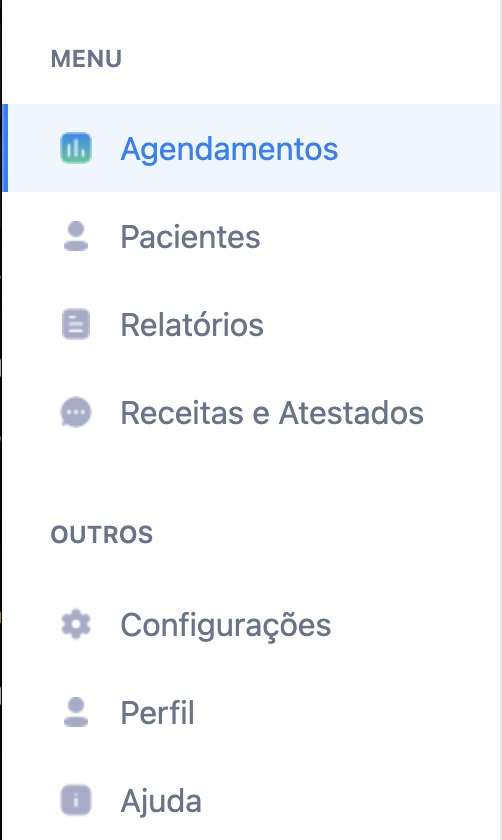 MENU
Agendamentos
Pacientes
Relatórios
Receitas e Atestados
OUTROS
Configurações
Perfil
Ajuda